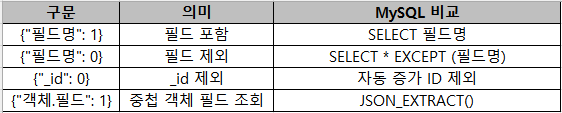 구문 의미 MySQL 비교
{"필드명": 1} 필드 포함 SELECT 필드명
{"필드명": 0} 필드 제외 SELECT * EXCEPT (필드명)
{"_id": 0} _id 제외 자동 증가 ID 제외
{"객체.필드": 1} 중첩 객체 필드 조회 JSON_EXTRACT()